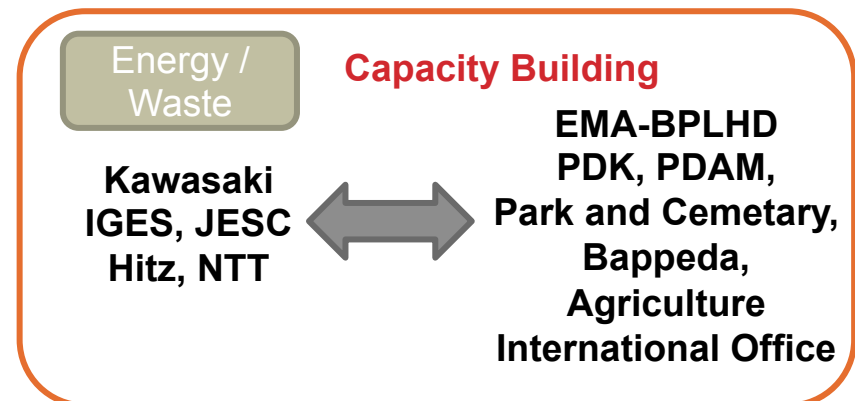 Energy /
Waste
Capacity Building
Kawasaki
IGES, JESC
Hitz, NTT
EMA-BPLHD
PDK, PDAM,
Park and Cemetary,
Bappeda,
Agriculture
International Office